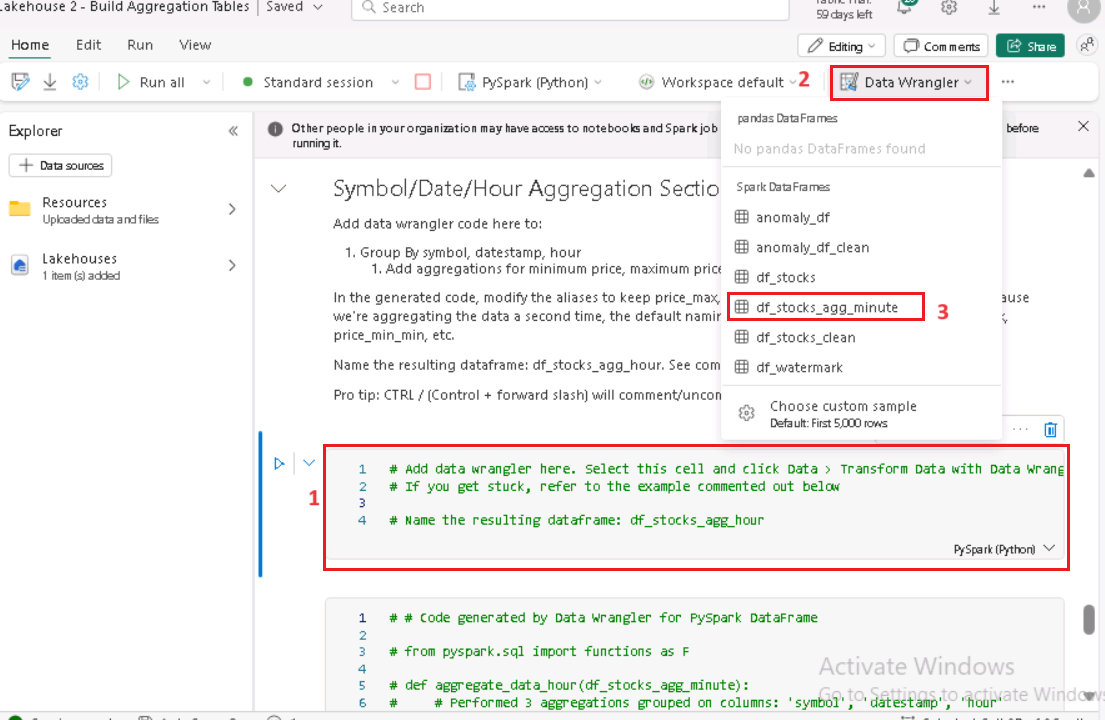 Lakehouse 2 - Build Aggregation Tables Saved
Search
59 days left
Home Edit Run View
Editing Comments Share
Run all Standard session PySpark (Python) Workspace default 2 Data Wrangler
Explorer
Data sources
Resources
Uploaded data and files
Lakehouses
1 item (s) added
Other people in your organization may have access to notebooks and Spark job before
running it.
pandas DataFrames
No pandas DataFrames found
Spark DataFrames
anomaly_df
anomaly_df_clean
df_stocks
df_stocks_agg_minute 3
df_stocks_clean
df_watermark
Choose custom sample
Default: First 5,000 rows
Symbol/Date/Hour Aggregation Sectio
Add data wrangler code here to:
1. Group By symbol, datestamp, hour
1. Add aggregations for minimum price, maximum price
In the generated code, modify the aliases to keep price_max, ause
we're aggregating the data a second time, the default namin
price_min_min, etc.
Name the resulting dataframe: df_stocks_agg_hour. See com
Pro tip: CTRL / (Control + forward slash) will comment/uncon
1
1 # Add data wrangler here. Select this cell and click Data > Transform Data with Data Wrang
2 # If you get stuck, refer to the example commented out below
3
4 # Name the resulting dataframe: df_stocks_agg_hour
PySpark (Python)
1 # # Code generated by Data Wrangler for PySpark DataFrame
2
3 # from pyspark.sql import functions as F
4
5 # def aggregate_data_hour(df_stocks_agg_minute):
6 # # Performed 3 aggregations grouped on columns: 'symbol', 'datestamp', 'hour'
Activate Windows
Go to Settings to activate Windows